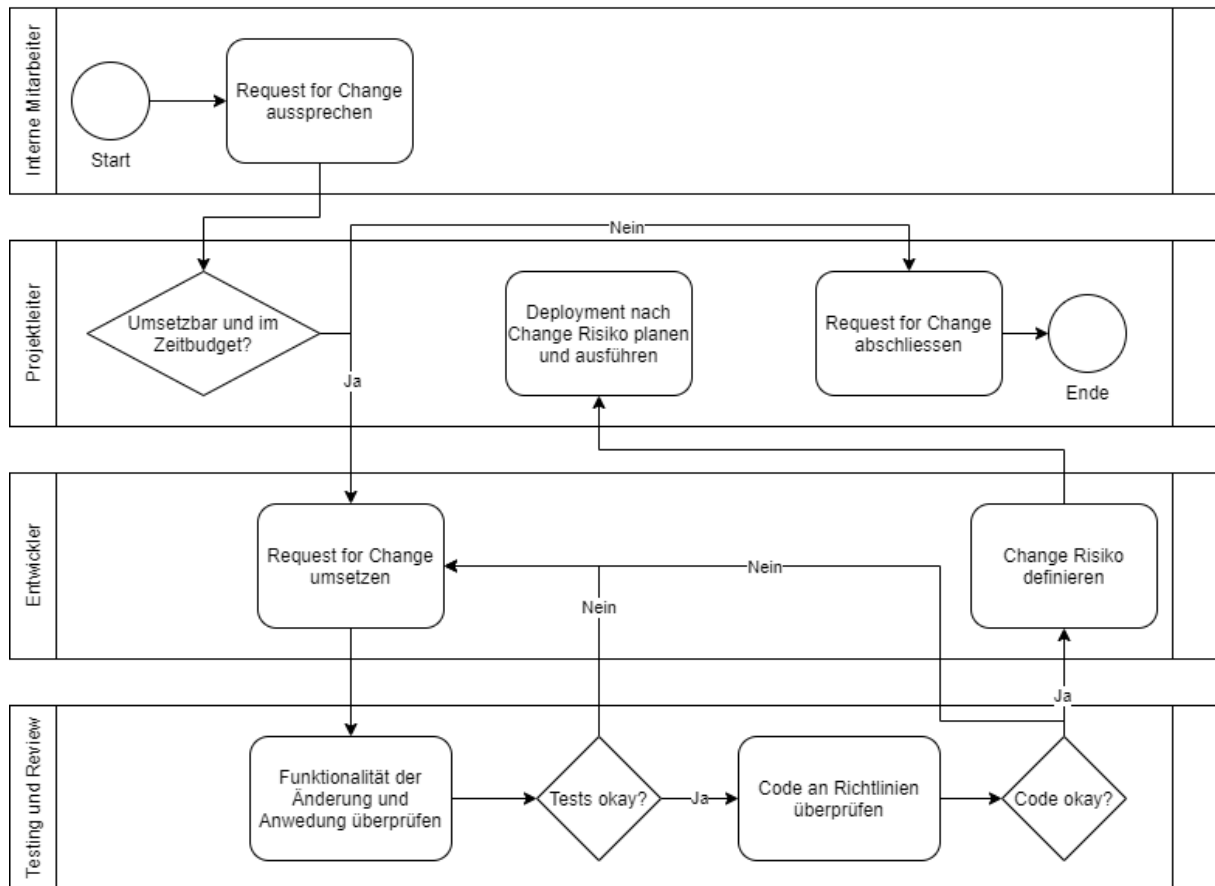 Interne Mitarbeiter
Request for Change
aussprechen
Start
Nein
Projektleiter
Umsetzbar und im
Zeitbudget?
Deployment nach
Change Risiko planen
und ausführen
Request for Change
abschliessen
Ja
Ende
Entwickler
Request for Change
umsetzen
Nein
Nein
Change Risiko
definieren
Ja
Testing und Review
Funktionalität der
Änderung und
Anwedung überprüfen
Tests okay?
Ja
Code an Richtlinien
überprüfen
Code okay?